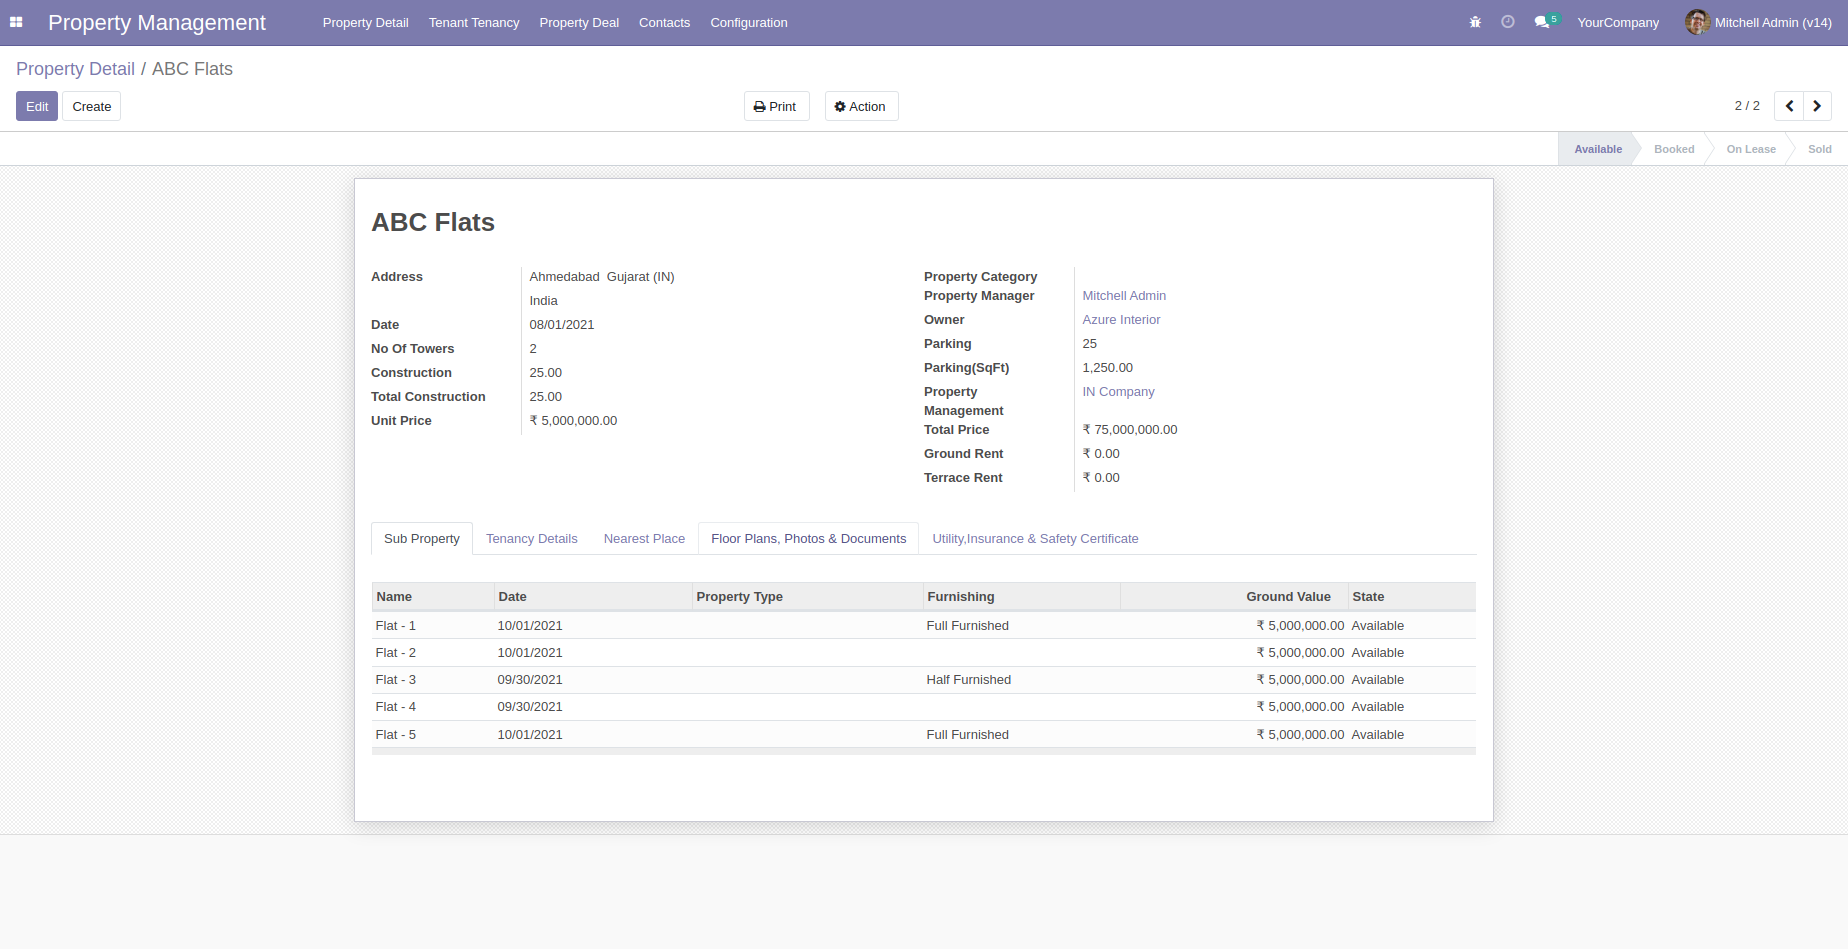 Property Management Property Detail Tenant Tenancy Property Deal Contacts Configuration 5 YourCompany Mitchell Admin (v14)
Property Detail / ABC Flats
Edit Create Print Action 2 / 2
Available Booked On Lease Sold
ABC Flats
Address Ahmedabad Gujarat (IN)
India
Date 08/01/2021
No Of Towers 2
Construction 25.00
Total Construction 25.00
Unit Price ₹ 5,000,000.00
Property Category
Property Manager Mitchell Admin
Owner Azure Interior
Parking 25
Parking(SqFt) 1,250.00
Property IN Company
Management
Total Price ₹ 75,000,000.00
Ground Rent ₹ 0.00
Terrace Rent ₹ 0.00
Sub Property Tenancy Details Nearest Place Floor Plans, Photos & Documents Utility,Insurance & Safety Certificate
Name Date Property Type Furnishing Ground Value State
Flat - 1 10/01/2021 Full Furnished ₹ 5,000,000.00 Available
Flat - 2 10/01/2021 ₹ 5,000,000.00 Available
Flat - 3 09/30/2021 Half Furnished ₹ 5,000,000.00 Available
Flat - 4 09/30/2021 ₹ 5,000,000.00 Available
Flat - 5 10/01/2021 Full Furnished ₹ 5,000,000.00 Available